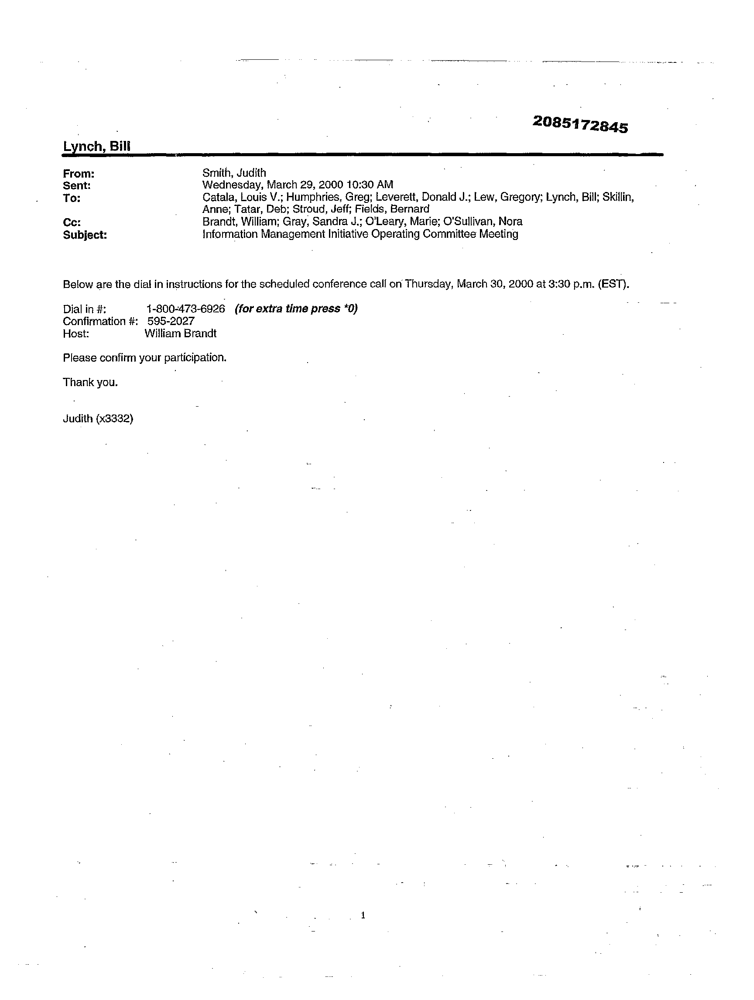 2085172845
Lynch, Bill
From: Smith, Judith
Sent: Wednesday, March 29, 2000 10:30 AM
To: Catala, Louis V.; Humphries, Greg; Leverett, Donald J.; Lew, Gregory; Lynch, Bill; Skillin,
Anne; Tatar, Deb; Stroud, Jeff; Fields, Bernard
Cc: Brandt, William; Gray, Sandra J.; O'Leary, Marie; O'Sullivan, Nora
Subject: Information Management Initiative Operating Committee Meeting
Below are the dial in instructions for the scheduled conference call on Thursday, March 30, 2000 at 3:30 p.m. (EST).
Dial in #: 1-800-473-6926 (for extra time press *0)
Confirmation #: 595-2027
Host: William Brandt
Please confirm your participation.
Thank you.
Judith (x3332)
1